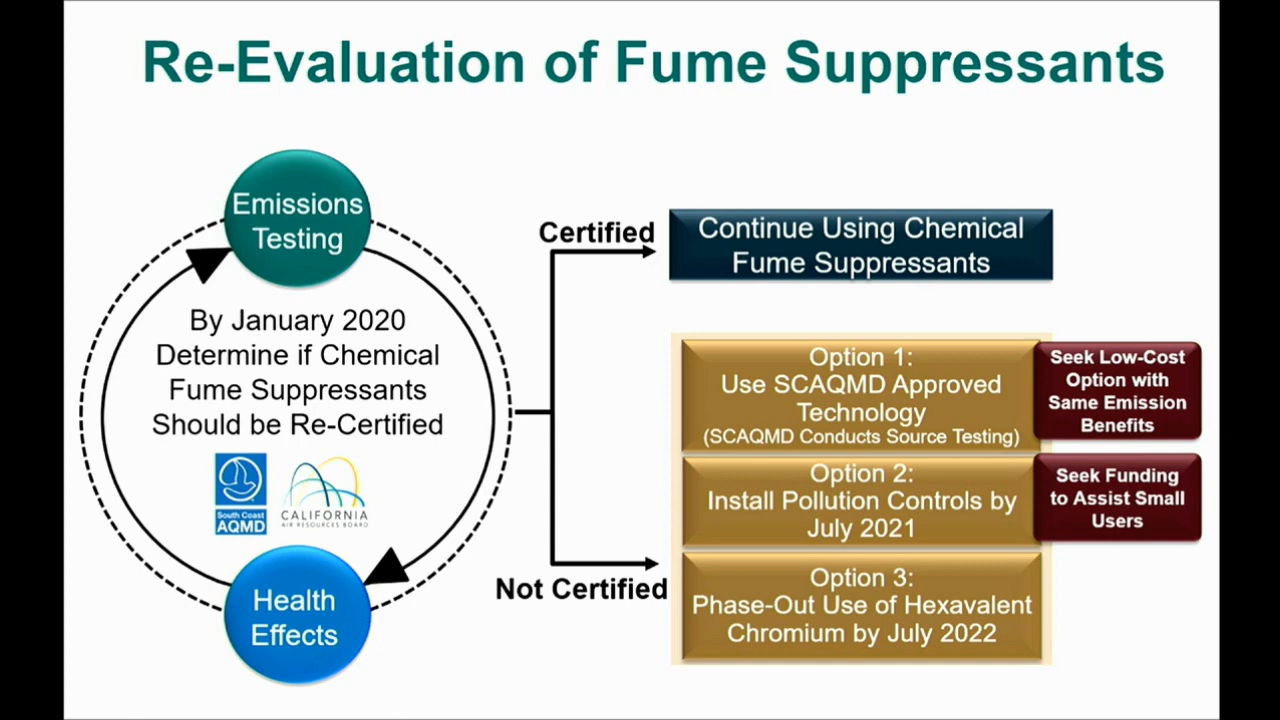 Re-Evaluation of Fume Suppressants
Emissions
Testing
By January 2020
Determine if Chemical
Fume Suppressants
Should be Re-Certified
South Coast
AQMD
CALIFORNIA
AIR RESOURCES BOARD
Health
Effects
Certified
Continue Using Chemical
Fume Suppressants
Not Certified
Option 1:
Use SCAQMD Approved
Technology
(SCAQMD Conducts Source Testing)
Seek Low-Cost
Option with
Same Emission
Benefits
Option 2:
Install Pollution Controls by
July 2021
Seek Funding
to Assist Small
Users
Option 3:
Phase-Out Use of Hexavalent
Chromium by July 2022